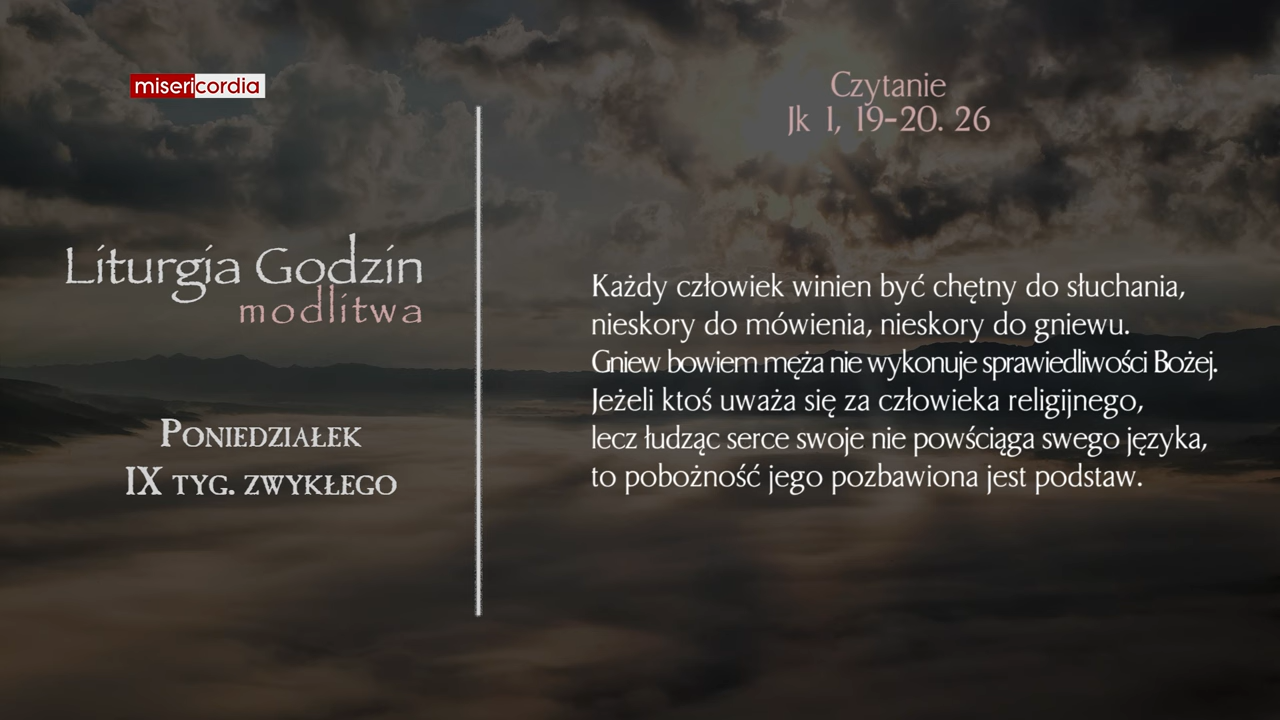 misericordia
Liturgia Godzin
modlitwa
Poniedziałek
IX tyg. zwykłego
Czytanie
Jk 1, 19-20. 26
Każdy człowiek winien być chętny do słuchania,
nieskory do mówienia, nieskory do gniewu.
Gniew bowiem męża nie wykonuje sprawiedliwości Bożej.
Jeżeli ktoś uważa się za człowieka religijnego,
lecz łudząc serce swoje nie powściąga swego języka,
to pobożność jego pozbawiona jest podstaw.